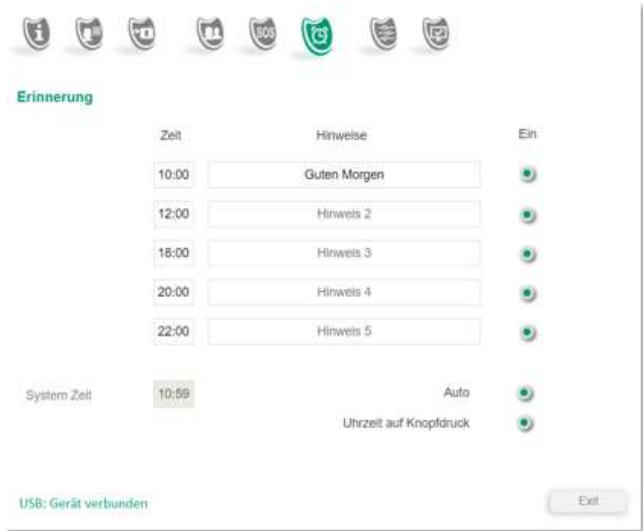 SOS
Erinnerung
Zeit Hinweise Ein
10:00 Guten Morgen
12:00 Hinweis 2
18:00 Hinweis 3
20:00 Hinweis 4
22:00 Hinweis 5
System Zeit 10:59 Auto
Uhrzeit auf Knopfdruck
USB: Gerät verbunden Exit